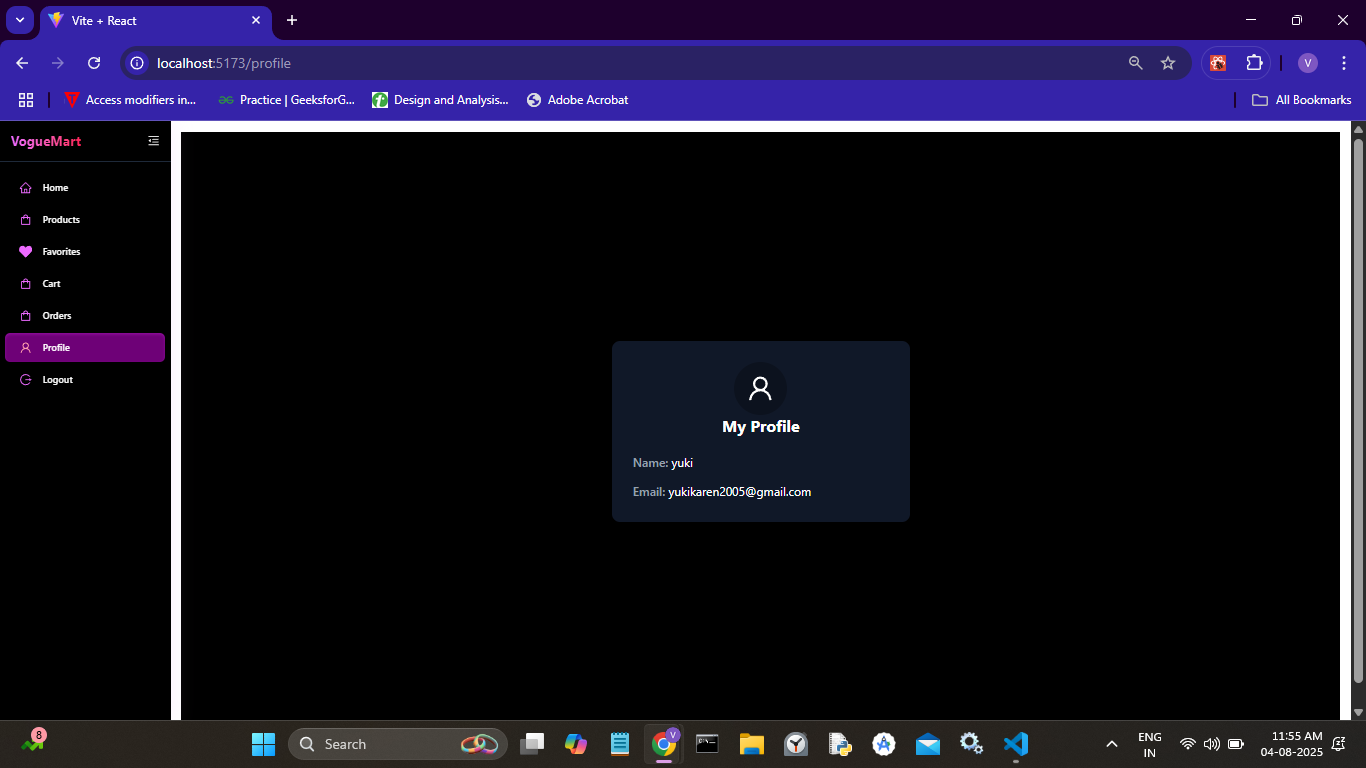 Vite + React
localhost:5173/profile
V
Access modifiers in...
Practice | GeeksforG...
Design and Analysis...
Adobe Acrobat
All Bookmarks
VogueMart
Home
Products
Favorites
Cart
Orders
Profile
Logout
My Profile
Name: yuki
Email: yukikaren2005@gmail.com
8
Search
V
ENG
IN
11:55 AM
04-08-2025